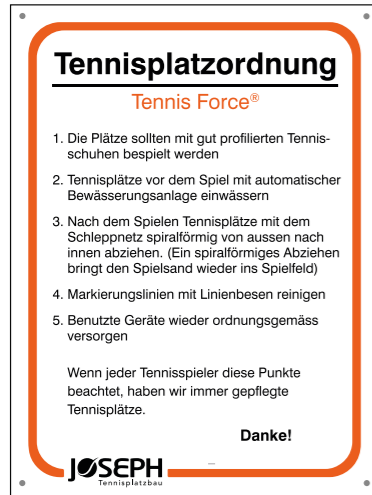 Tennisplatzordnung
Tennis Force®
1. Die Plätze sollten mit gut profilierten Tennis-
schuhen bespielt werden
2. Tennisplätze vor dem Spiel mit automatischer
Bewässerungsanlage einwässern
3. Nach dem Spielen Tennisplätze mit dem
Schleppnetz spiralförmig von aussen nach
innen abziehen. (Ein spiralförmiges Abziehen
bringt den Spielsand wieder ins Spielfeld)
4. Markierungslinien mit Linienbesen reinigen
5. Benutzte Geräte wieder ordnungsgemäss
versorgen
Wenn jeder Tennisspieler diese Punkte
beachtet, haben wir immer gepflegte
Tennisplätze.
Danke!
JOSEPH
Tennisplatzbau